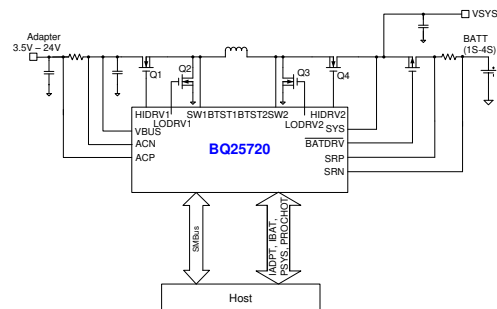 VSYS
Adapter
3.5V – 24V
BATT
(1S-4S)
Q1
Q2
Q3
Q4
HIDRV1
LODRV1
SW1
BTST1
BTST2
SW2
LODRV2
HIDRV2
VBUS
ACN
ACP
SYS
BATDRV
SRP
SRN
BQ25720
SMBus
IADPT, IBAT,
PSYS, PROCHOT
Host